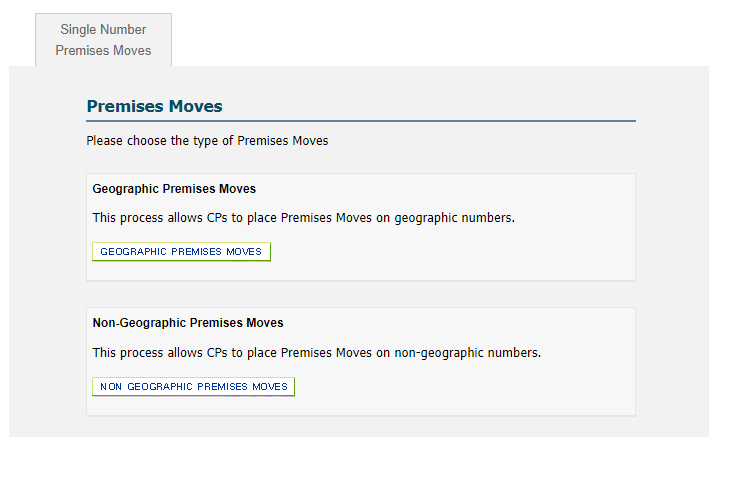 Single Number
Premises Moves
Premises Moves
Please choose the type of Premises Moves
Geographic Premises Moves
This process allows CPs to place Premises Moves on geographic numbers.
GEOGRAPHIC PREMISES MOVES
Non-Geographic Premises Moves
This process allows CPs to place Premises Moves on non-geographic numbers.
NON GEOGRAPHIC PREMISES MOVES